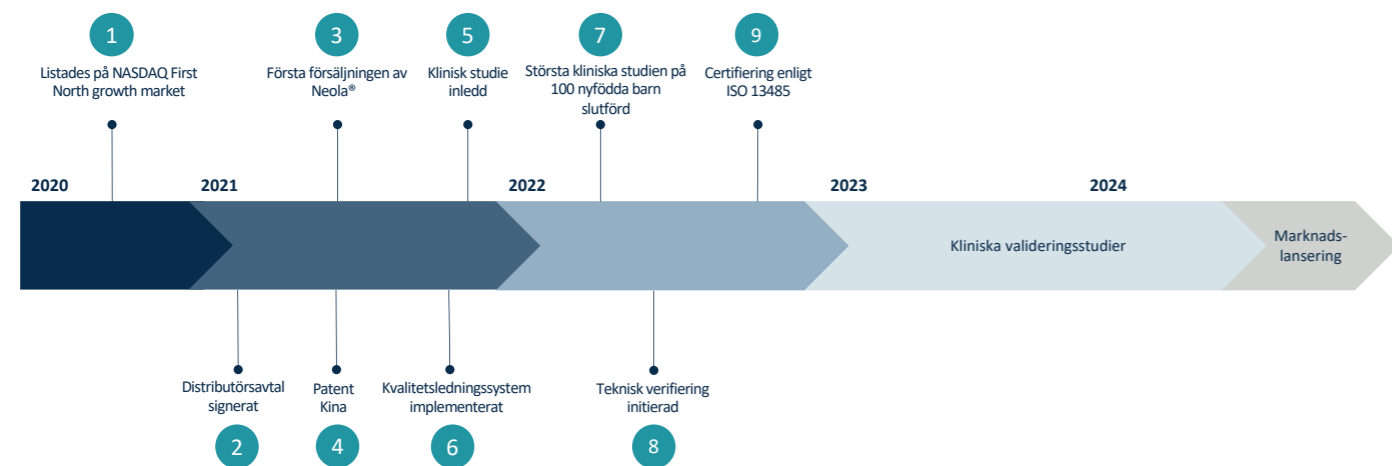 1
Listades på NASDAQ First
North growth market
3
Första försäljningen av
Neola®
5
Klinisk studie
inledd
7
Största kliniska studien på
100 nyfödda barn
slutförd
9
Certifiering enligt
ISO 13485
2020
2021
2022
2023
2024
Kliniska valideringsstudier
Marknads-
lansering
Distributörsavtal
signerat
2
Patent
Kina
4
Kvalitetsledningssystem
implementerat
6
Teknisk verifiering
initierad
8